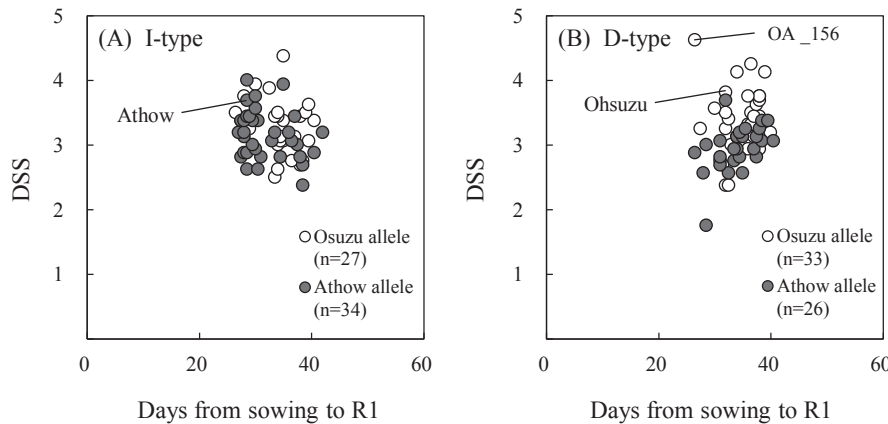 (A) I-type
5
4
3
2
1
DSS
Athow
Osuzu allele
(n=27)
Athow allele
(n=34)
0
20
40
60
Days from sowing to R1
(B) D-type
5
4
3
2
1
DSS
OA _156
Ohsuzu
Osuzu allele
(n=33)
Athow allele
(n=26)
0
20
40
60
Days from sowing to R1